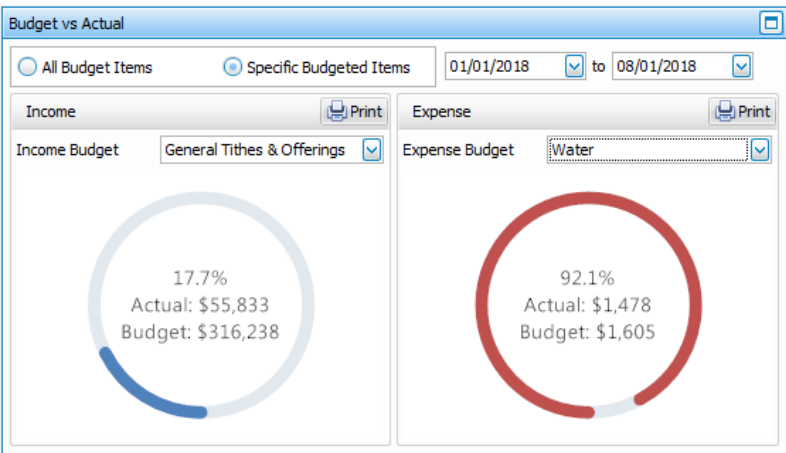 Budget vs Actual
All Budget Items Specific Budgeted Items 01/01/2018 to 08/01/2018
Income Print
Income Budget General Tithes & Offerings
17.7%
Actual: $55,833
Budget: $316,238
Expense Print
Expense Budget Water
92.1%
Actual: $1,478
Budget: $1,605